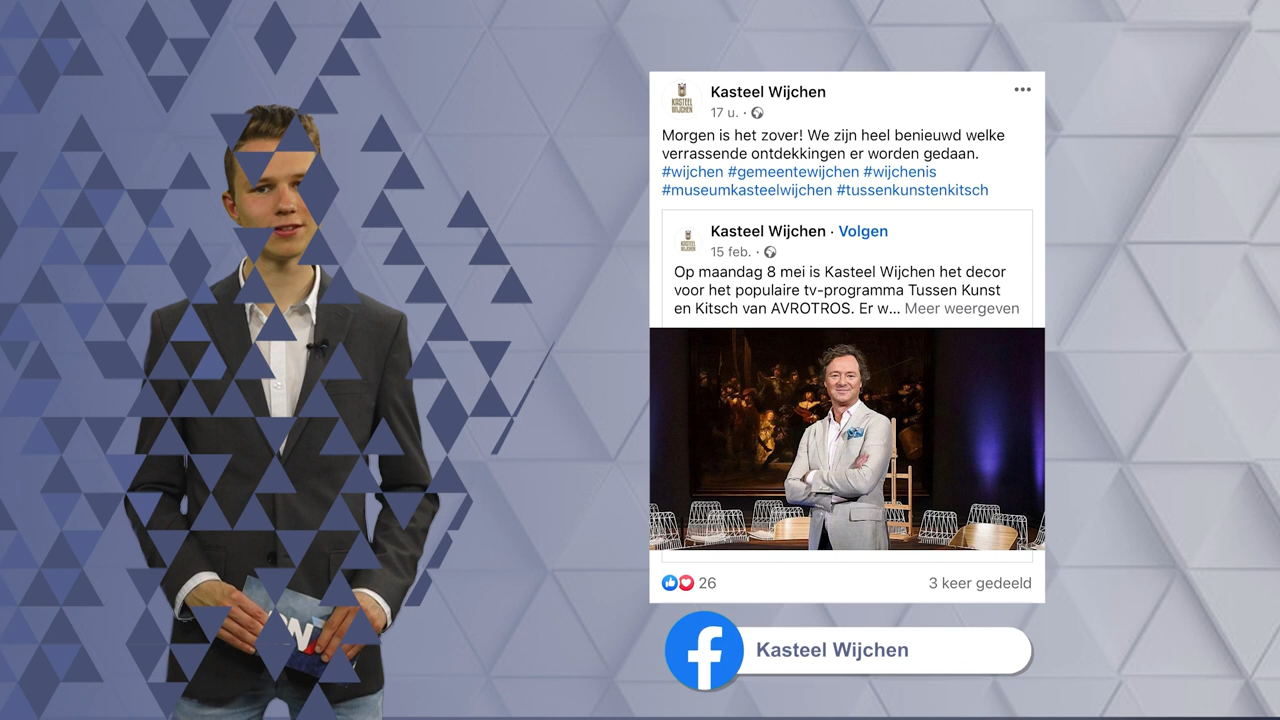 Kasteel Wijchen
17 u. ·
Morgen is het zover! We zijn heel benieuwd welke
verrassende ontdekkingen er worden gedaan.
#wijchen #gemeentewijchen #wijchenis
#museumkasteelwijchen #tussenkunstenkitsch
KASTEEL
WIJCHEN
Kasteel Wijchen · Volgen
15 feb. ·
Op maandag 8 mei is Kasteel Wijchen het decor
voor het populaire tv-programma Tussen Kunst
en Kitsch van AVROTROS. Er w... Meer weergeven
26
3 keer gedeeld
Kasteel Wijchen